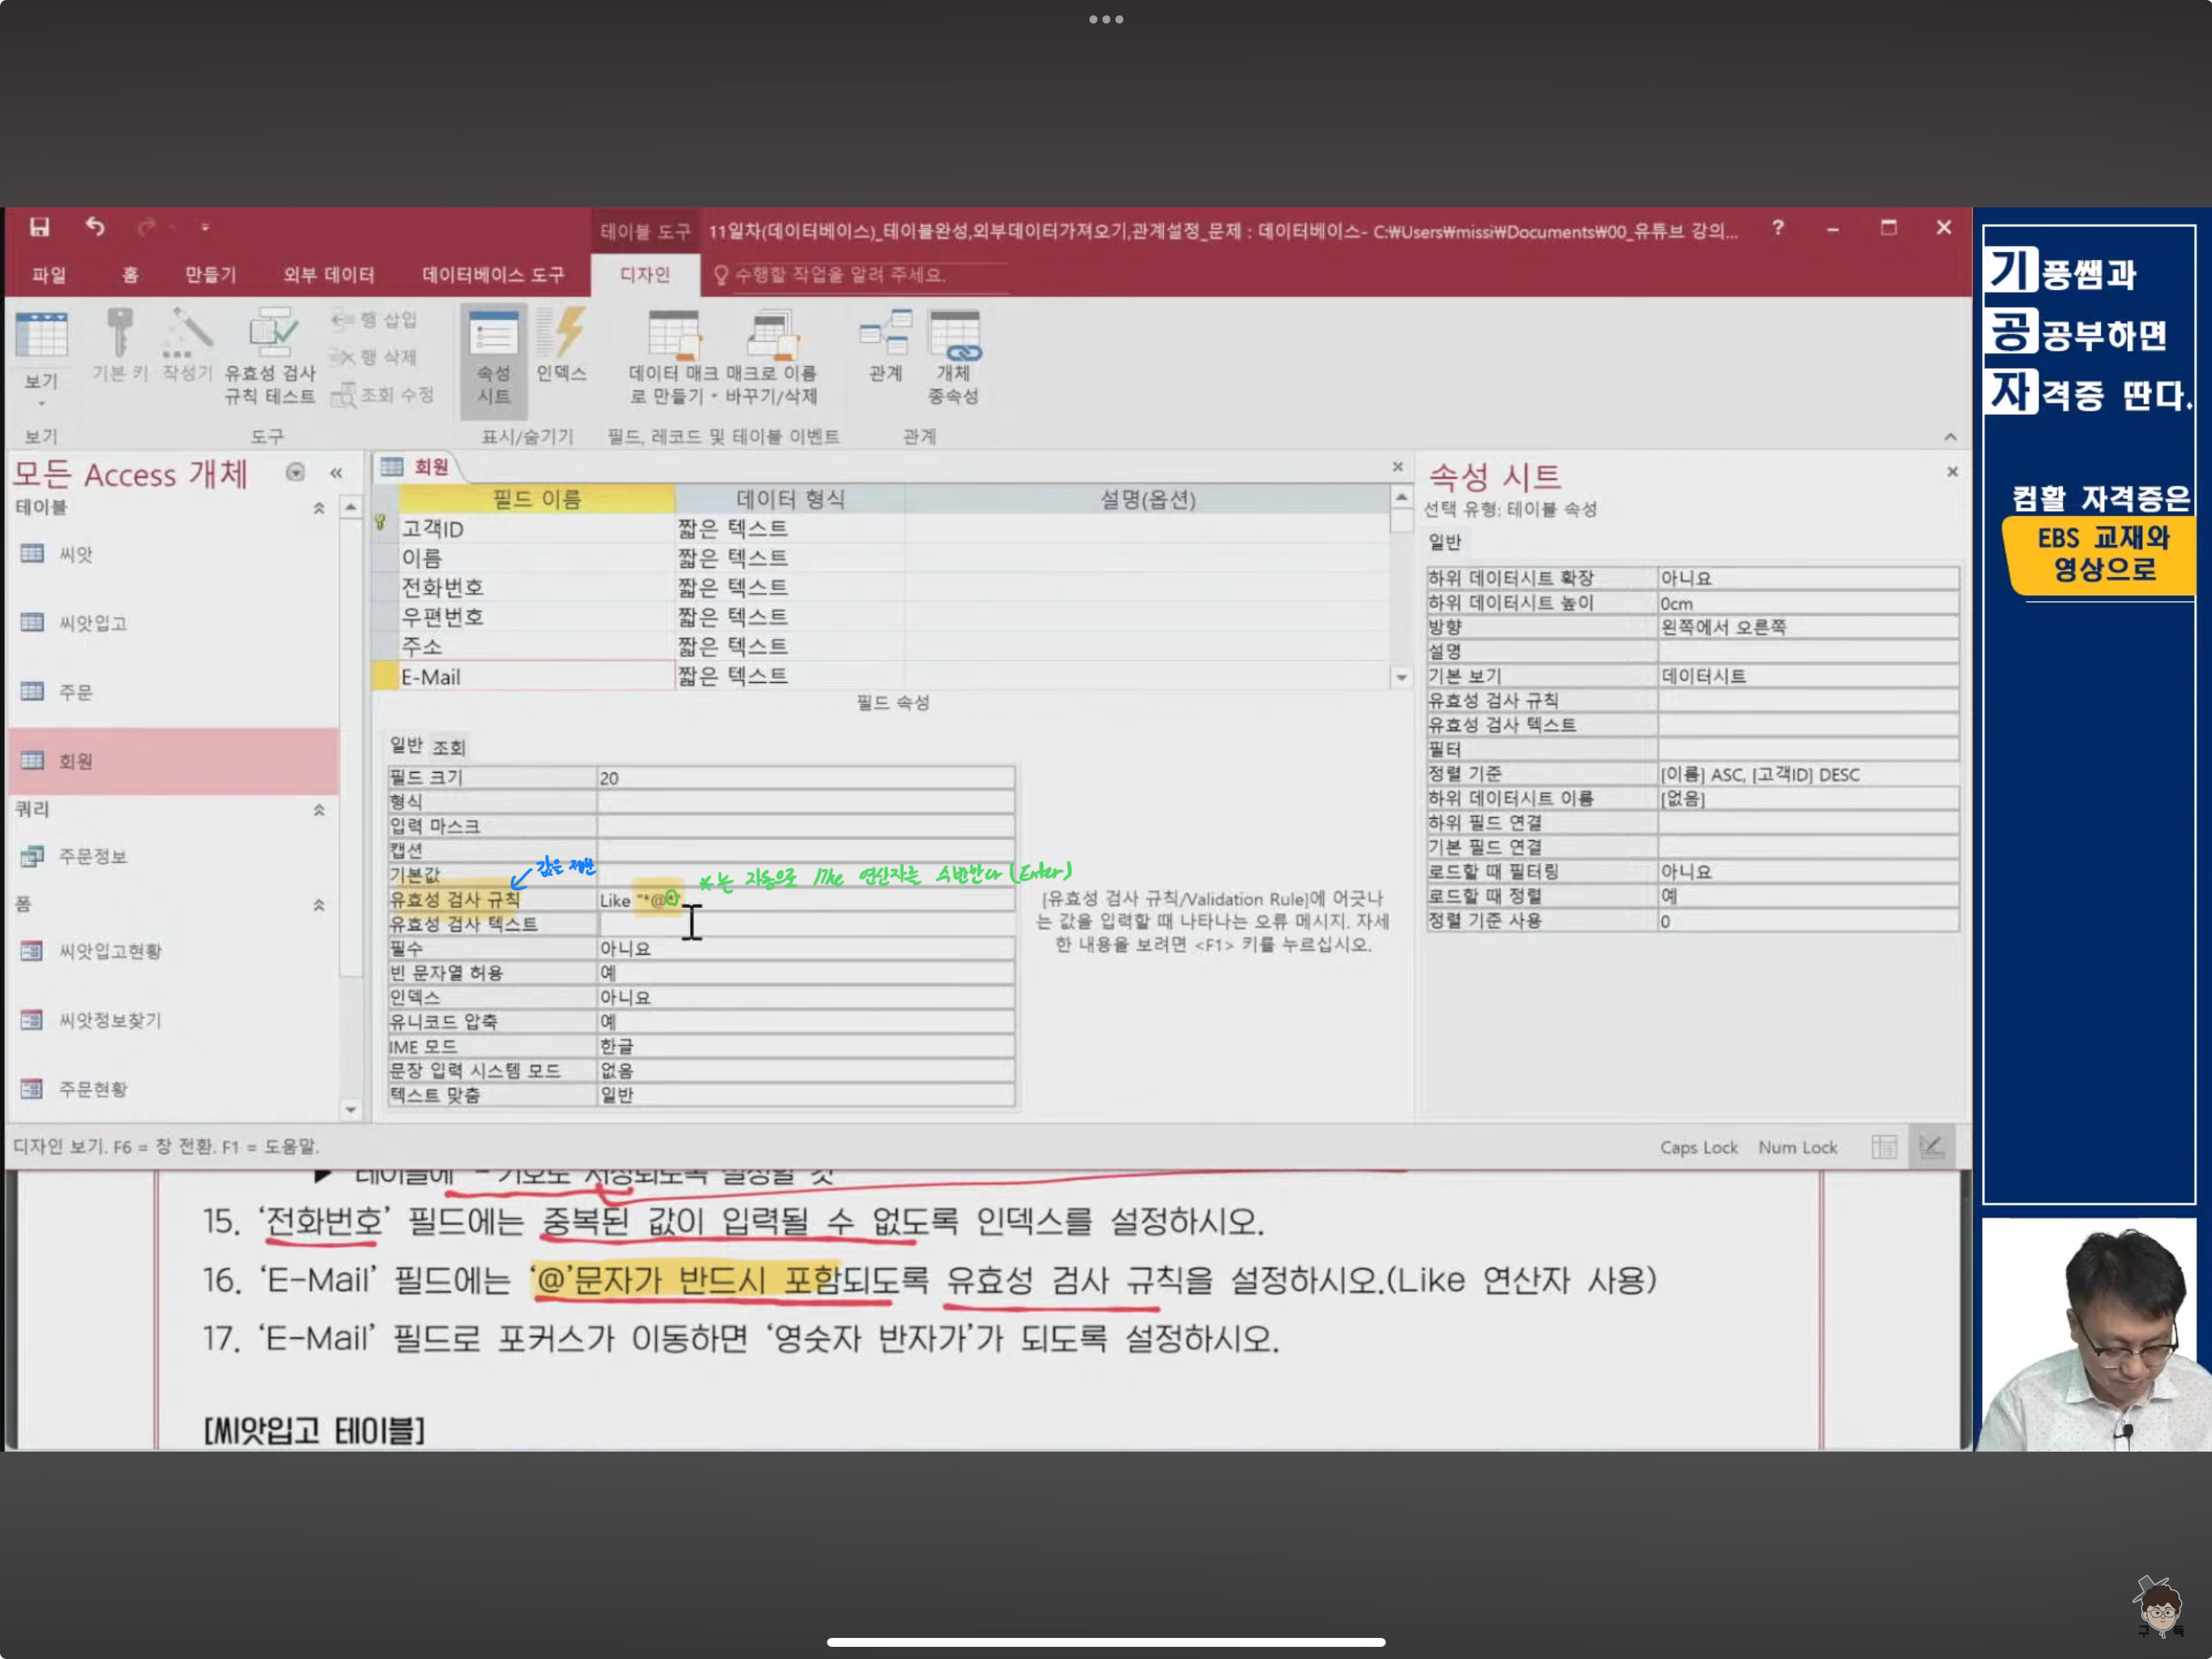 테이블 도구
11일차(데이터베이스)_테이블완성,외부데이터가져오기,관계설정_문제 : 데이터베이스- C:₩Users₩missi₩Documents₩00_유튜브 강의...
?
파일 홈 만들기 외부 데이터 데이터베이스 도구 디자인 수행할 작업을 알려 주세요.
보기
기본 키
작성기
유효성 검사
규칙 테스트
행 삽입
행 삭제
조회 수정
속성
시트
인덱스
데이터 매크
로 만들기
매크로 이름
바꾸기/삭제
관계
개체
종속성
보기
도구
표시/숨기기
필드, 레코드 및 테이블 이벤트
관계
모든 Access 개체
테이블
씨앗
씨앗입고
주문
회원
쿼리
주문정보
폼
씨앗입고현황
씨앗정보찾기
주문현황
회원
필드 이름 데이터 형식 설명(옵션)
고객ID 짧은 텍스트
이름 짧은 텍스트
전화번호 짧은 텍스트
우편번호 짧은 텍스트
주소 짧은 텍스트
E-Mail 짧은 텍스트
필드 속성
일반 조회
필드 크기 20
형식
입력 마스크
캡션
기본값
값을 제한
*는 자동으로 like 연산자를 수반한다 (Enter)
유효성 검사 규칙 Like "*@
유효성 검사 텍스트
필수 아니요
빈 문자열 허용 예
인덱스 아니요
유니코드 압축 예
IME 모드 한글
문장 입력 시스템 모드 없음
텍스트 맞춤 일반
[유효성 검사 규칙/Validation Rule]에 어긋나
는 값을 입력할 때 나타나는 오류 메시지. 자세
한 내용을 보려면 <F1> 키를 누르십시오.
속성 시트
선택 유형: 테이블 속성
일반
하위 데이터시트 확장 아니요
하위 데이터시트 높이 0cm
방향 왼쪽에서 오른쪽
설명
기본 보기 데이터시트
유효성 검사 규칙
유효성 검사 텍스트
필터
정렬 기준 [이름] ASC, [고객ID] DESC
하위 데이터시트 이름 [없음]
하위 필드 연결
기본 필드 연결
로드할 때 필터링 아니요
로드할 때 정렬 예
정렬 기준 사용 0
디자인 보기. F6 = 창 전환. F1 = 도움말.
Caps Lock Num Lock
▶ 테이블에 - 기호도 저장되도록 설정할 것
15. ‘전화번호’ 필드에는 중복된 값이 입력될 수 없도록 인덱스를 설정하시오.
16. ‘E-Mail’ 필드에는 ‘@’문자가 반드시 포함되도록 유효성 검사 규칙을 설정하시오.(Like 연산자 사용)
17. ‘E-Mail’ 필드로 포커스가 이동하면 ‘영숫자 반자가’가 되도록 설정하시오.
[씨앗입고 테이블]
기풍쌤과
공공부하면
자격증 딴다.
컴활 자격증은
EBS 교재와
영상으로
구독